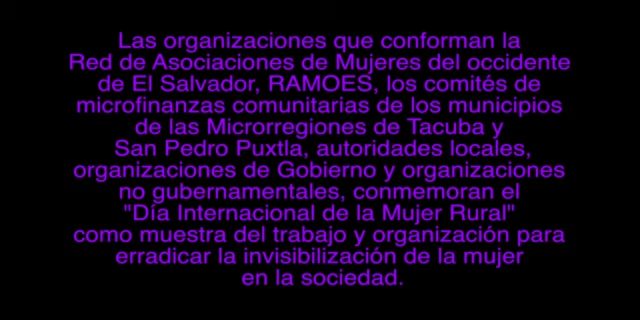 Las organizaciones que conforman la
Red de Asociaciones de Mujeres del occidente
de El Salvador, RAMOES, los comités de
microfinanzas comunitarias de los municipios
de las Microrregiones de Tacuba y
San Pedro Puxtla, autoridades locales,
organizaciones de Gobierno y organizaciones
no gubernamentales, conmemoran el
"Día Internacional de la Mujer Rural"
como muestra del trabajo y organización para
erradicar la invisibilización de la mujer
en la sociedad.